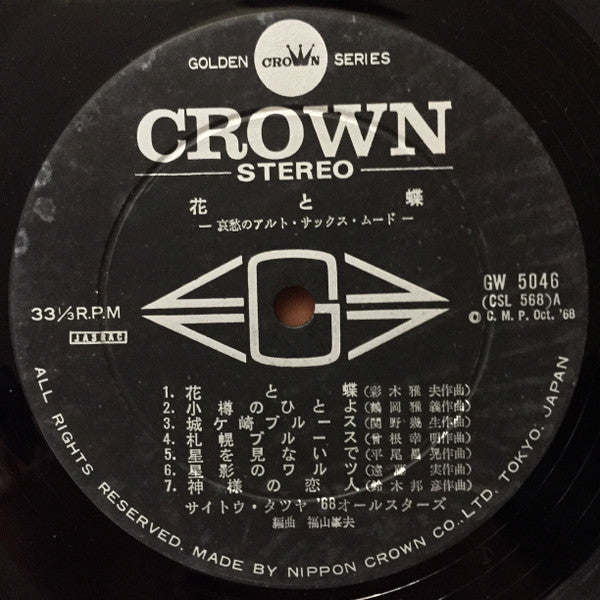 GOLDEN CROWN SERIES
CROWN
STEREO
花と蝶
— 哀愁のアルト・サックス・ムード —
G
33⅓ R.P.M
JASRAC
GW 5046
(CSL 568)A
© C. M. P. Oct. '68
1. 花と蝶(彩木雅夫作曲)
2. 小樽のひとよ(鶴岡雅義作曲)
3. 城ケ崎ブルース(関野幾生作曲)
4. 札幌ブルース(曽根幸明作曲)
5. 星を見ないで(平尾昌晃作曲)
6. 星影のワルツ(遠藤実作曲)
7. 神様の恋人(鈴木邦彦作曲)
サイトウ・タツヤ '68オールスターズ
編曲 福山峯夫
ALL RIGHTS RESERVED. MADE BY NIPPON CROWN CO., LTD. TOKYO, JAPAN